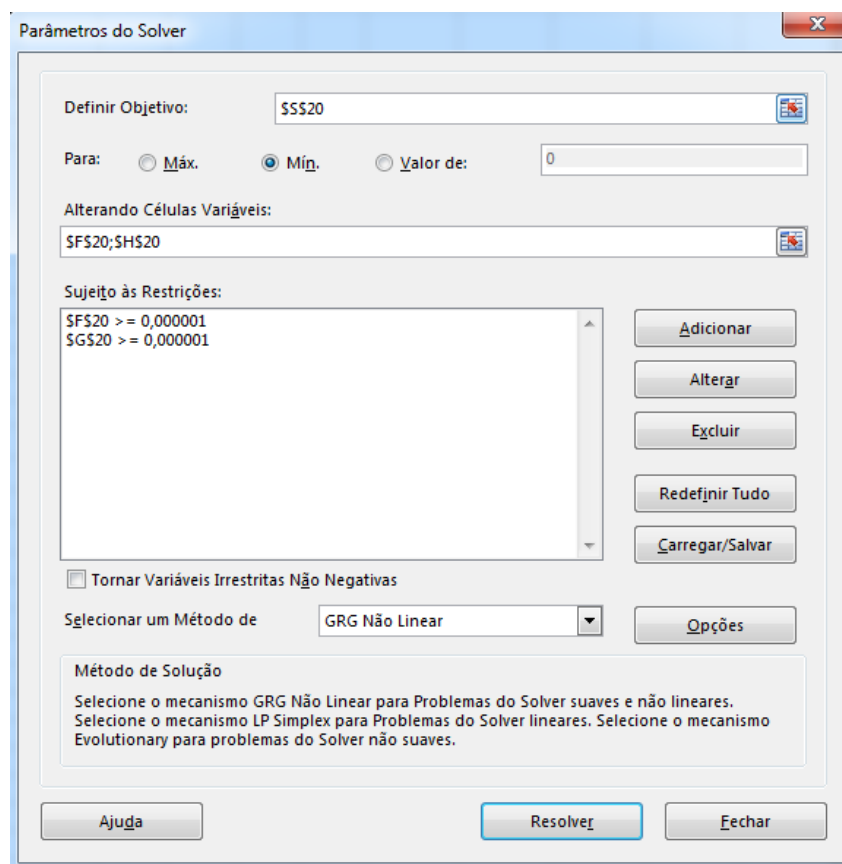 Parâmetros do Solver
Definir Objetivo: $S$20
Para: Máx. Mín. Valor de: 0
Alterando Células Variáveis:
$F$20;$H$20
Sujeito às Restrições:
$F$20 >= 0,000001
$G$20 >= 0,000001
Adicionar
Alterar
Excluir
Redefinir Tudo
Carregar/Salvar
Tornar Variáveis Irrestritas Não Negativas
Selecionar um Método de GRG Não Linear Opções
Método de Solução
Selecione o mecanismo GRG Não Linear para Problemas do Solver suaves e não lineares.
Selecione o mecanismo LP Simplex para Problemas do Solver lineares. Selecione o mecanismo
Evolutionary para problemas do Solver não suaves.
Ajuda Resolver Fechar